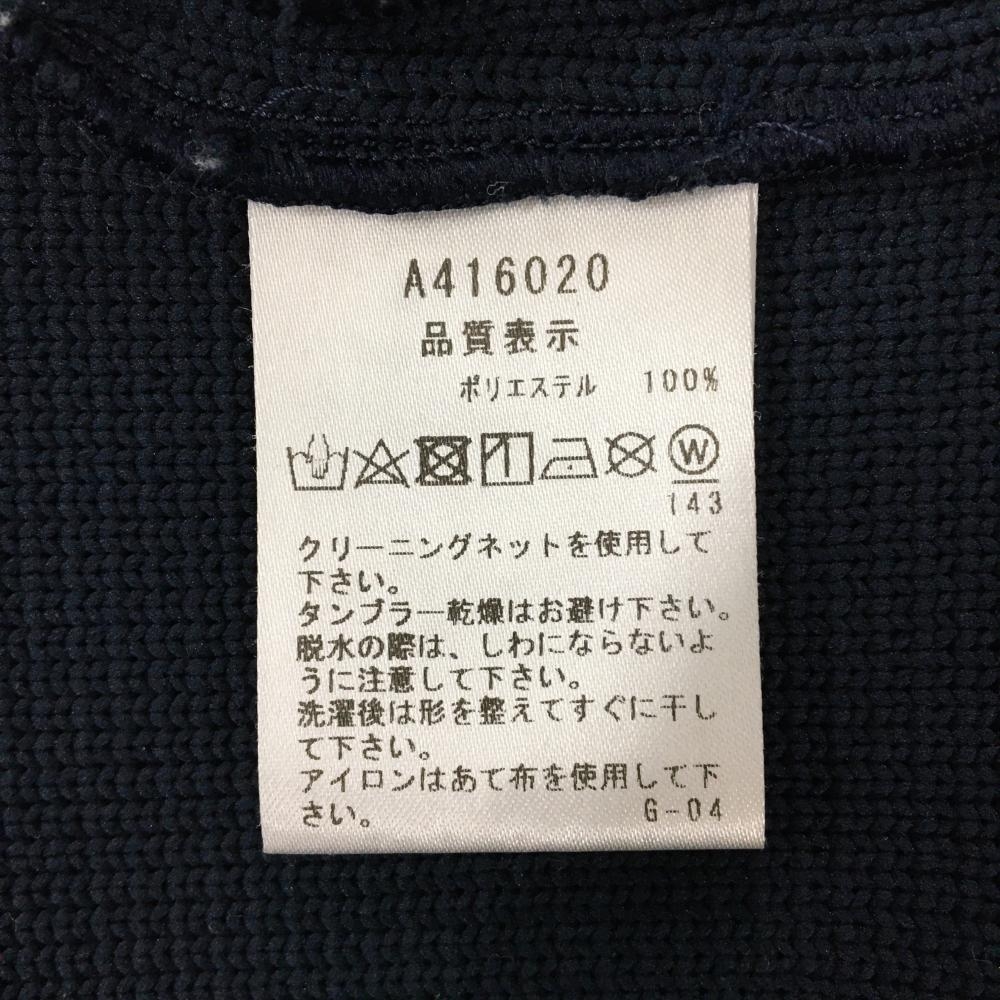 A416020
品質表示
ポリエステル 100%
W
143
クリーニングネットを使用して
下さい。
タンブラー乾燥はお避け下さい。
脱水の際は、しわにならないよ
うに注意して下さい。
洗濯後は形を整えてすぐに干し
て下さい。
アイロンはあて布を使用して下
さい。 G-04